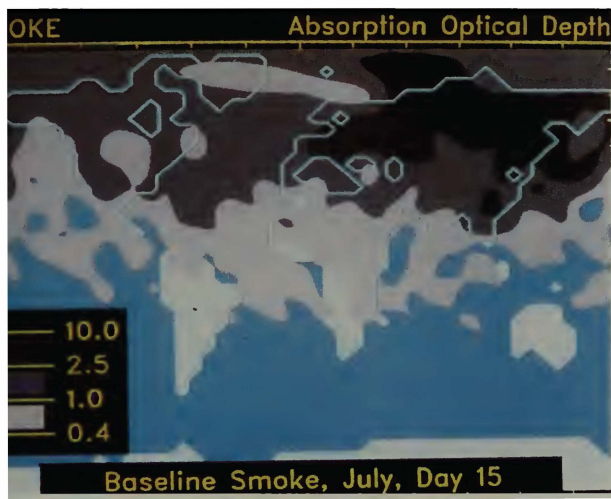 OKE Absorption Optical Depth
10.0
2.5
1.0
0.4
Baseline Smoke, July, Day 15